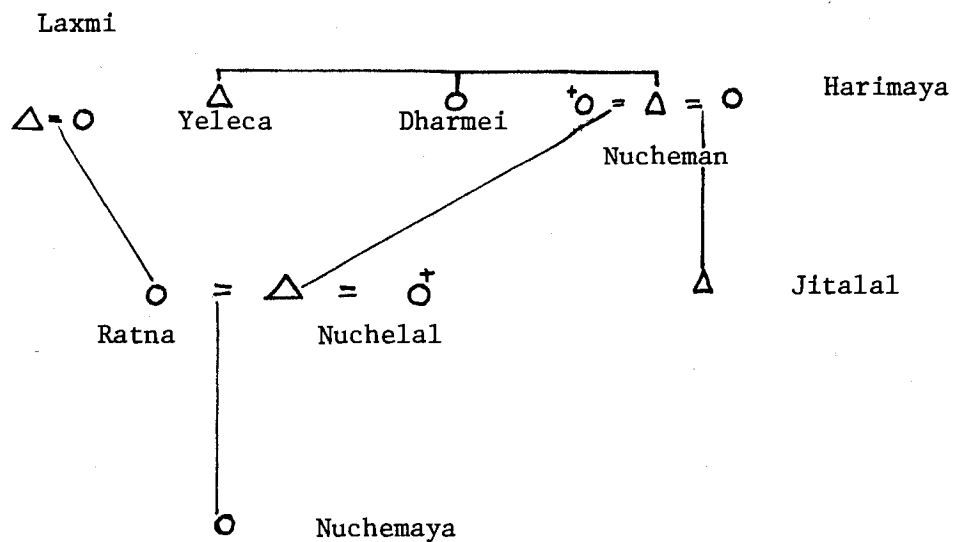 Laxmi
Harimaya
Yeleca Dharmei
Nucheman
Jitalal
Ratna Nuchelal
Nuchemaya